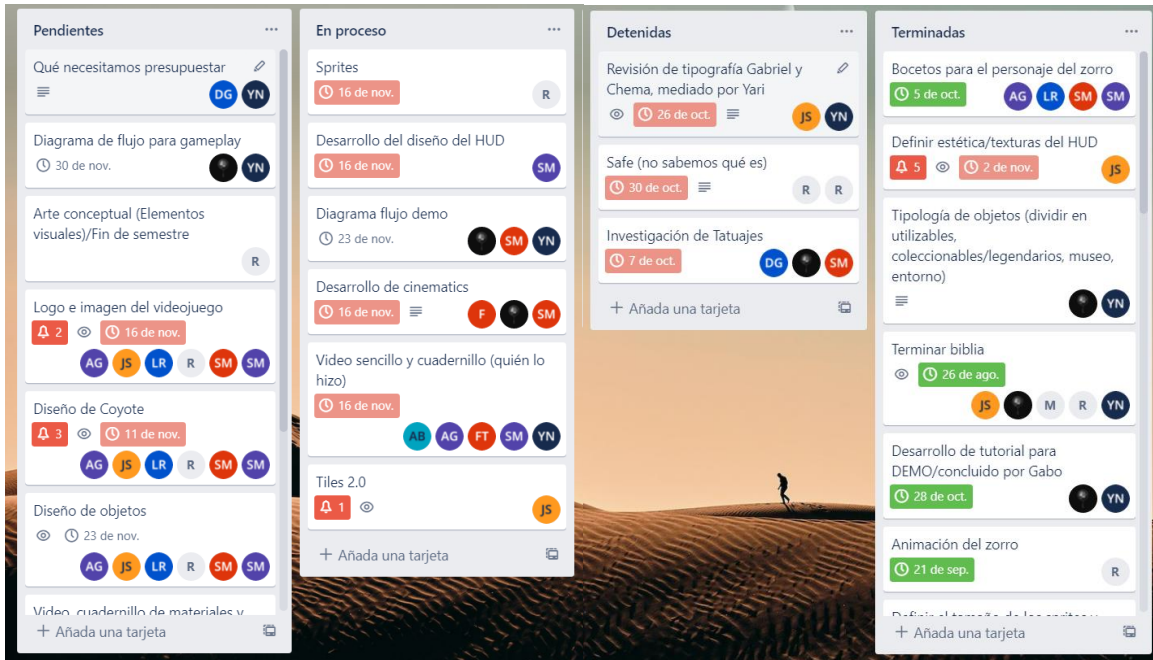 Pendientes
Qué necesitamos presupuestar
DG YN
Diagrama de flujo para gameplay
30 de nov.
YN
Arte conceptual (Elementos
visuales)/Fin de semestre
R
Logo e imagen del videojuego
2 16 de nov.
AG JS LR R SM SM
Diseño de Coyote
3 11 de nov.
AG JS LR R SM SM
Diseño de objetos
23 de nov.
AG JS LR R SM SM
Video, cuadernillo de materiales y
+ Añada una tarjeta
En proceso
Sprites
16 de nov.
R
Desarrollo del diseño del HUD
16 de nov.
SM
Diagrama flujo demo
23 de nov.
SM YN
Desarrollo de cinematics
16 de nov.
F SM
Video sencillo y cuadernillo (quién lo
hizo)
16 de nov.
AB AG FT SM YN
Tiles 2.0
1
JS
+ Añada una tarjeta
Detenidas
Revisión de tipografía Gabriel y
Chema, mediado por Yari
26 de oct.
JS YN
Safe (no sabemos qué es)
30 de oct.
R R
Investigación de Tatuajes
7 de oct.
DG SM
+ Añada una tarjeta
Terminadas
Bocetos para el personaje del zorro
5 de oct.
AG LR SM SM
Definir estética/texturas del HUD
5 2 de nov.
JS
Tipología de objetos (dividir en
utilizables,
coleccionables/legendarios, museo,
entorno)
YN
Terminar biblia
26 de ago.
JS M R YN
Desarrollo de tutorial para
DEMO/concluido por Gabo
28 de oct.
YN
Animación del zorro
21 de sep.
R
Definir el tamaño de los sprites y
+ Añada una tarjeta